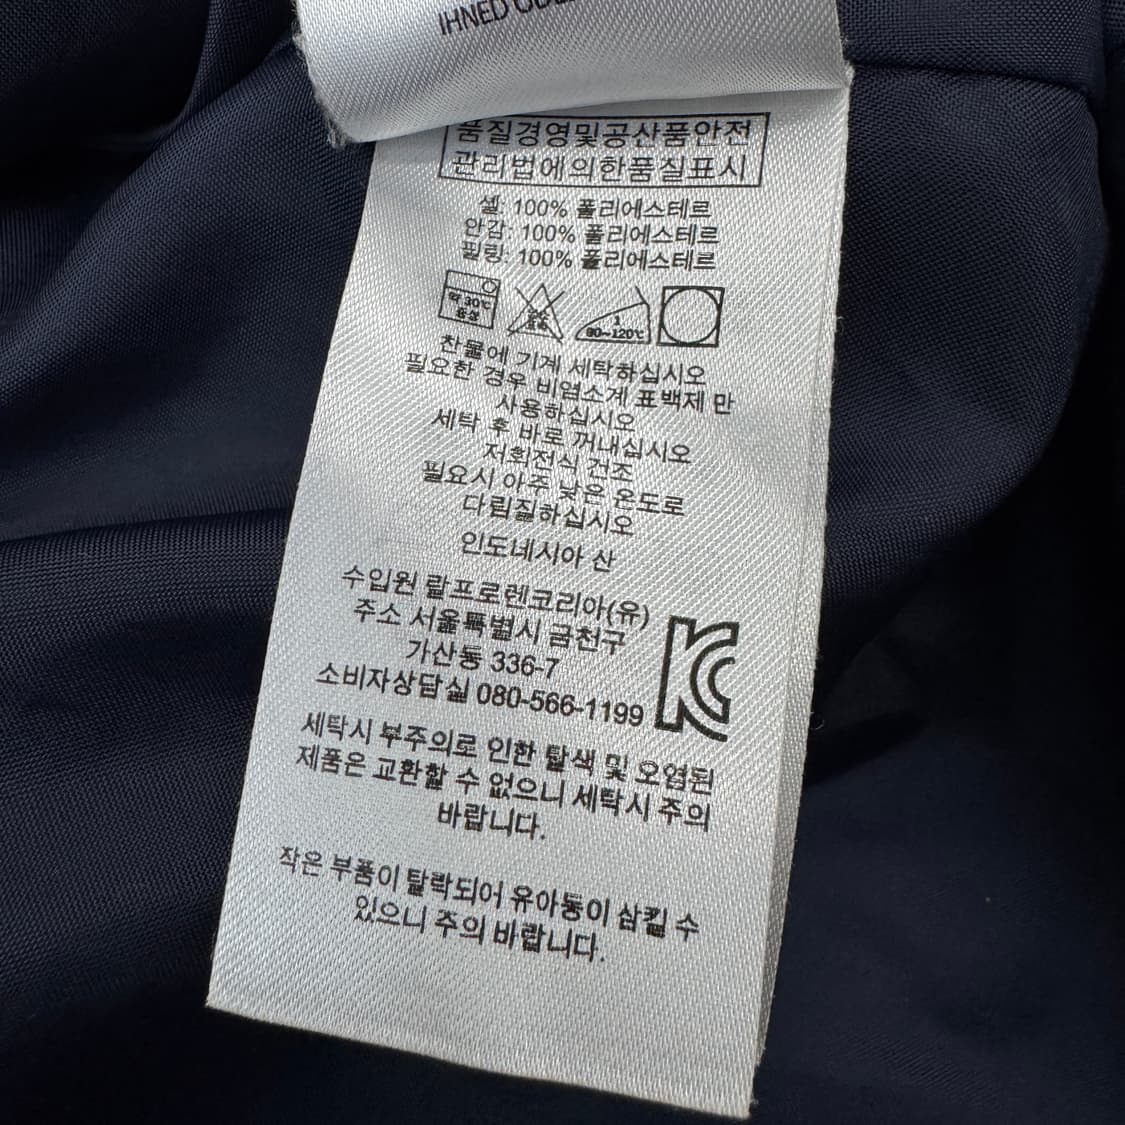 IHNED
품질경영및공산품안전
관리법에의한품질표시
셸: 100% 폴리에스테르
안감: 100% 폴리에스테르
필링: 100% 폴리에스테르
약 30℃
중성
80~120℃
찬물에 기계 세탁하십시오
필요한 경우 비염소계 표백제 만
사용하십시오
세탁 후 바로 꺼내십시오
저회전식 건조
필요시 아주 낮은 온도로
다림질하십시오
인도네시아 산
수입원 랄프로렌코리아(유)
주소 서울특별시 금천구
가산동 336-7
소비자상담실 080-566-1199
KC
세탁시 부주의로 인한 탈색 및 오염된
제품은 교환할 수 없으니 세탁시 주의
바랍니다.
작은 부품이 탈락되어 유아동이 삼킬 수
있으니 주의 바랍니다.